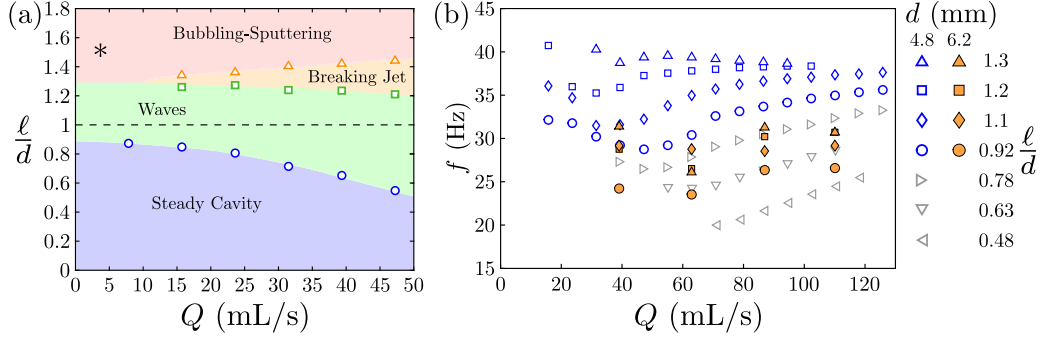 (a)
1.8
1.6
1.4
1.2
1
0.8
0.6
0.4
0.2
0
ℓ/d
*
Bubbling-Sputtering
Breaking Jet
Waves
Steady Cavity
0 5 10 15 20 25 30 35 40 45 50
Q (mL/s)
(b)
45
40
35
30
25
20
15
f (Hz)
0 20 40 60 80 100 120
Q (mL/s)
d (mm)
4.8 6.2
1.3
1.2
1.1
0.92
0.78
0.63
0.48
ℓ/d